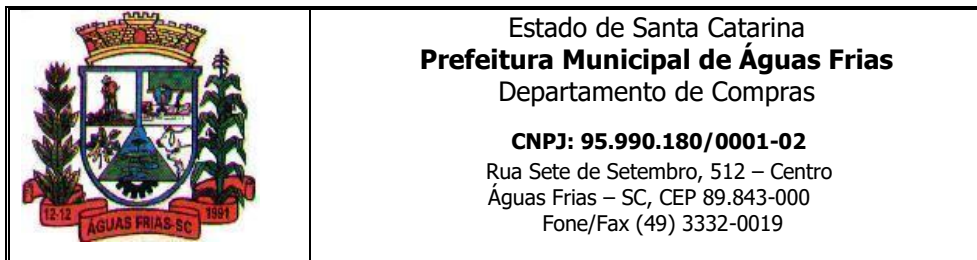 Estado de Santa Catarina
Prefeitura Municipal de Águas Frias
Departamento de Compras
CNPJ: 95.990.180/0001-02
Rua Sete de Setembro, 512 – Centro
Águas Frias – SC, CEP 89.843-000
Fone/Fax (49) 3332-0019
12-12
ÁGUAS FRIAS-SC
1991